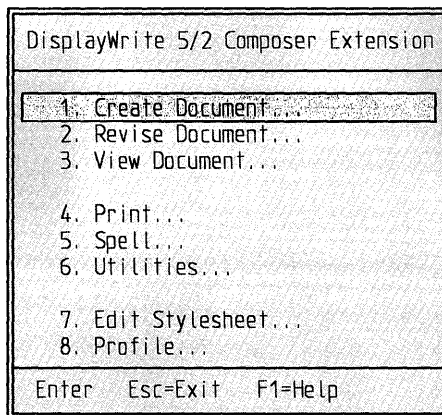 DisplayWrite 5/2 Composer Extension
1. Create Document...
2. Revise Document...
3. View Document...
4. Print...
5. Spell...
6. Utilities...
7. Edit Stylesheet...
8. Profile...
Enter Esc=Exit F1=Help